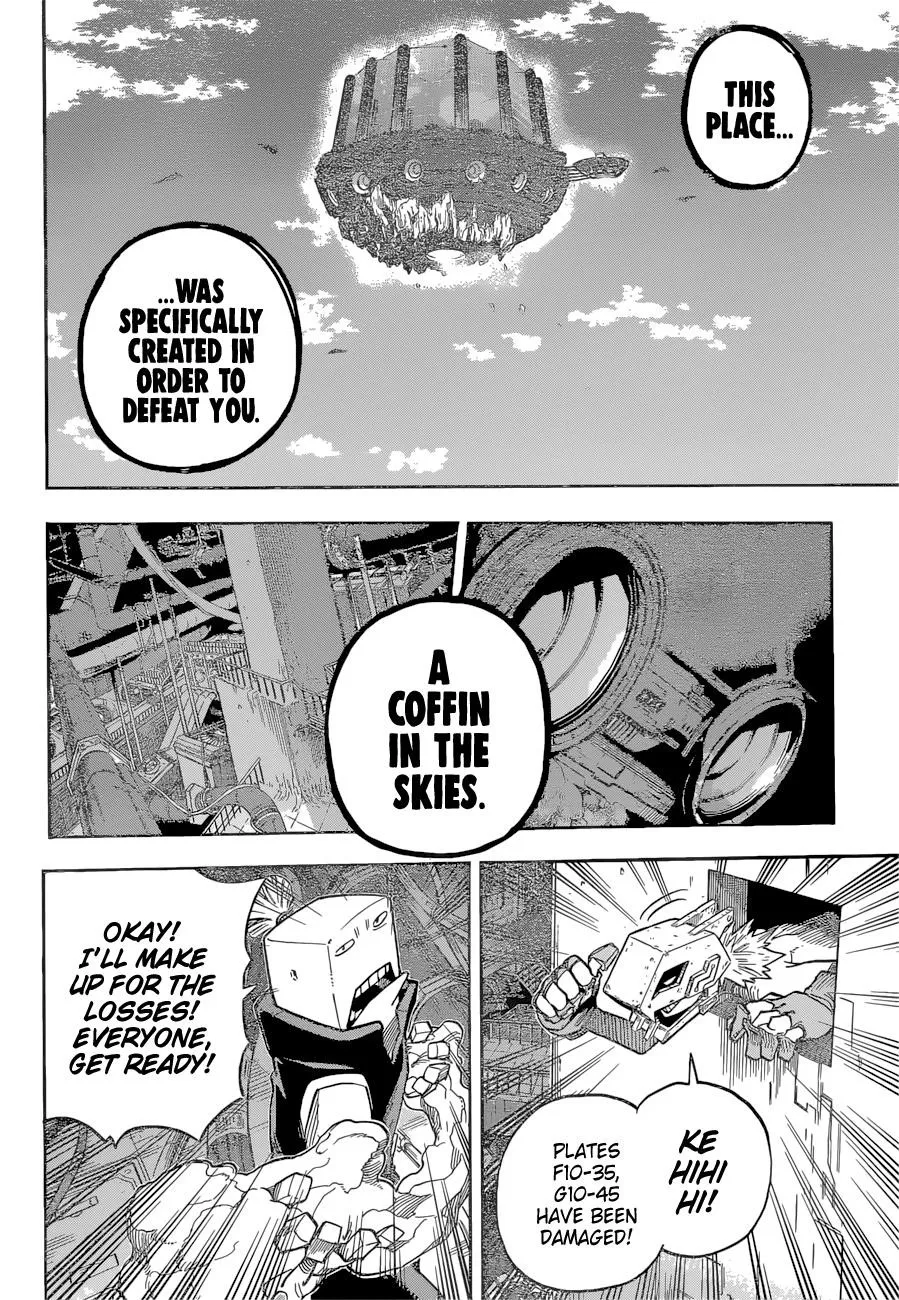 THIS
PLACE...
...WAS
SPECIFICALLY
CREATED IN
ORDER TO
DEFEAT YOU.
A
COFFIN
IN THE
SKIES.
OKAY!
I'LL MAKE
UP FOR THE
LOSSES!
EVERYONE,
GET READY!
KE
HIHI
HI!
PLATES
F10-35,
G10-45
HAVE BEEN
DAMAGED!